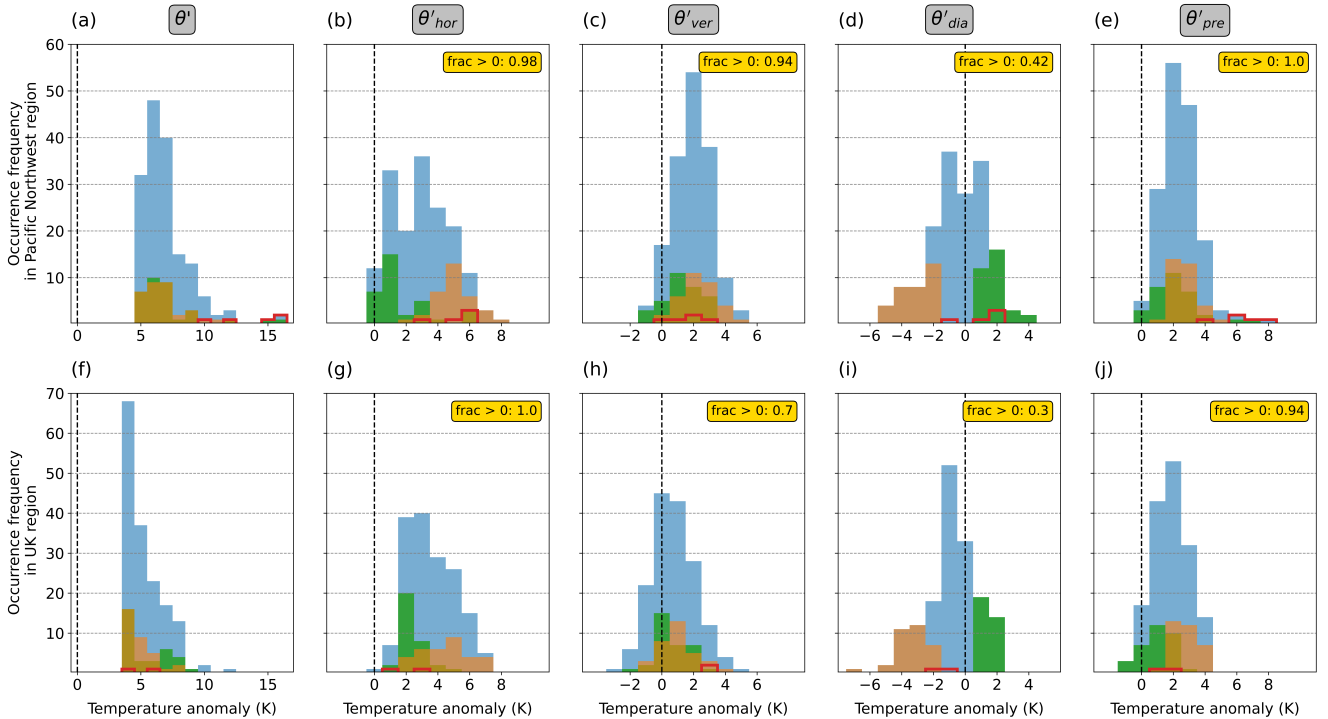 (a) θ'
(b) θ'hor
(c) θ'ver
(d) θ'dia
(e) θ'pre
Occurrence frequency
in Pacific Northwest region
60
50
40
30
20
10
frac > 0: 0.98
frac > 0: 0.94
frac > 0: 0.42
frac > 0: 1.0
0 5 10 15
0 2 4 6 8
−2 0 2 4 6
−6 −4 −2 0 2 4
0 2 4 6 8
(f)
(g)
(h)
(i)
(j)
Occurrence frequency
in UK region
70
60
50
40
30
20
10
frac > 0: 1.0
frac > 0: 0.7
frac > 0: 0.3
frac > 0: 0.94
0 5 10 15
0 2 4 6 8
−2 0 2 4 6
−6 −4 −2 0 2 4
0 2 4 6 8
Temperature anomaly (K)
Temperature anomaly (K)
Temperature anomaly (K)
Temperature anomaly (K)
Temperature anomaly (K)